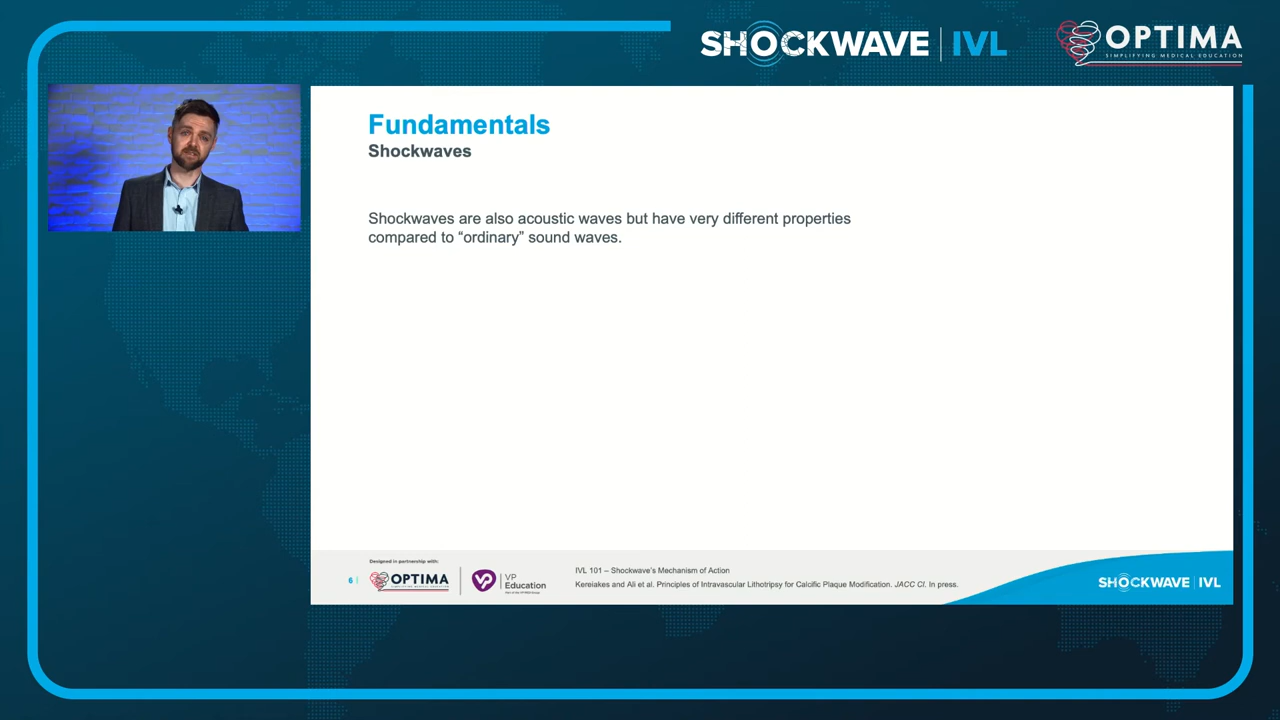 SHOCKWAVE | IVL
OPTIMA
SIMPLIFYING MEDICAL EDUCATION
Fundamentals
Shockwaves
Shockwaves are also acoustic waves but have very different properties
compared to “ordinary” sound waves.
Designed in partnership with:
6
OPTIMA
VP
Education
IVL 101 – Shockwave's Mechanism of Action
Kereiakes and Ali et al. Principles of Intravascular Lithotripsy for Calcific Plaque Modification. JACC CI. In press.
SHOCKWAVE | IVL